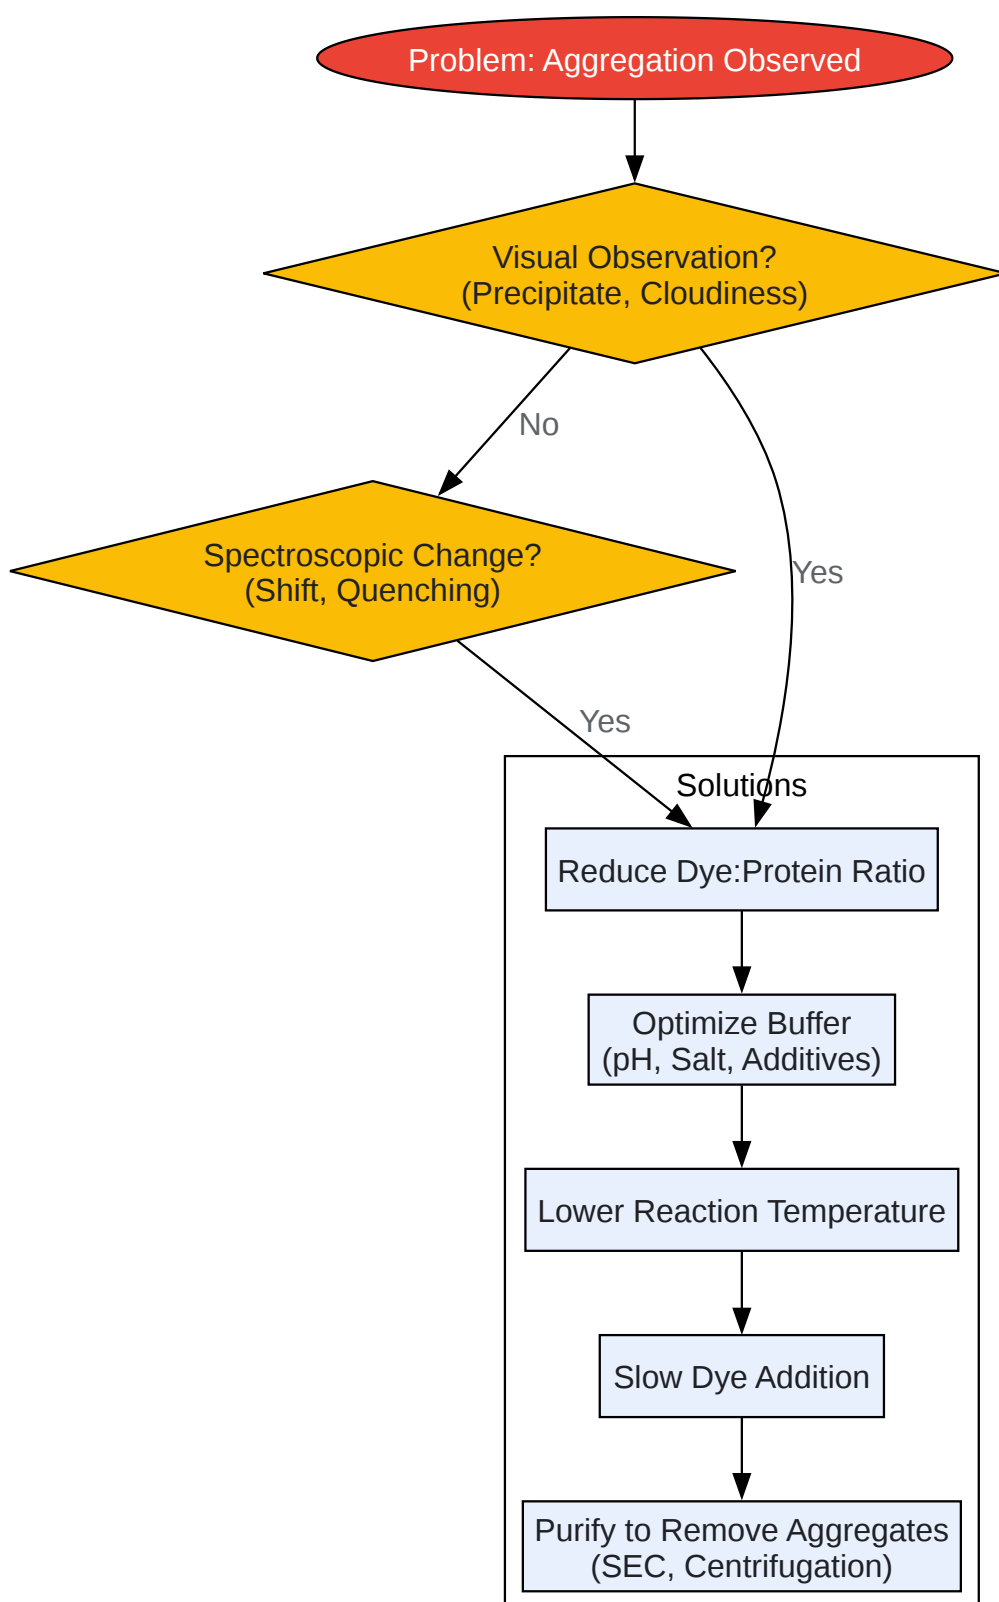 Problem: Aggregation Observed
Visual Observation?
(Precipitate, Cloudiness)
No
Spectroscopic Change?
(Shift, Quenching)
Yes
Yes
Solutions
Reduce Dye:Protein Ratio
Optimize Buffer
(pH, Salt, Additives)
Lower Reaction Temperature
Slow Dye Addition
Purify to Remove Aggregates
(SEC, Centrifugation)